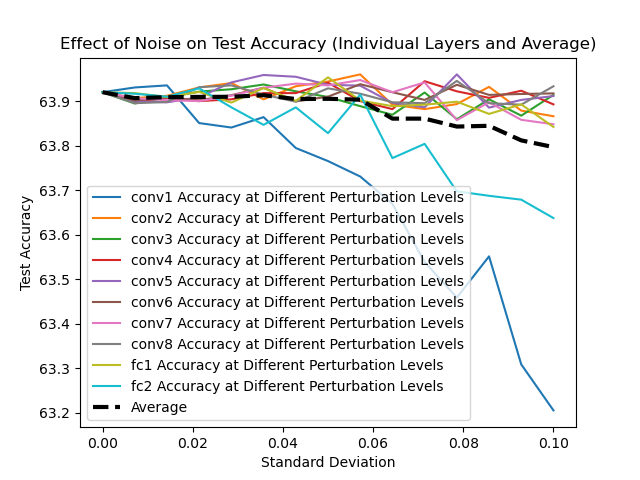 Effect of Noise on Test Accuracy (Individual Layers and Average)
63.9
63.8
63.7
63.6
63.5
63.4
63.3
63.2
Test Accuracy
conv1 Accuracy at Different Perturbation Levels
conv2 Accuracy at Different Perturbation Levels
conv3 Accuracy at Different Perturbation Levels
conv4 Accuracy at Different Perturbation Levels
conv5 Accuracy at Different Perturbation Levels
conv6 Accuracy at Different Perturbation Levels
conv7 Accuracy at Different Perturbation Levels
conv8 Accuracy at Different Perturbation Levels
fc1 Accuracy at Different Perturbation Levels
fc2 Accuracy at Different Perturbation Levels
Average
0.00 0.02 0.04 0.06 0.08 0.10
Standard Deviation